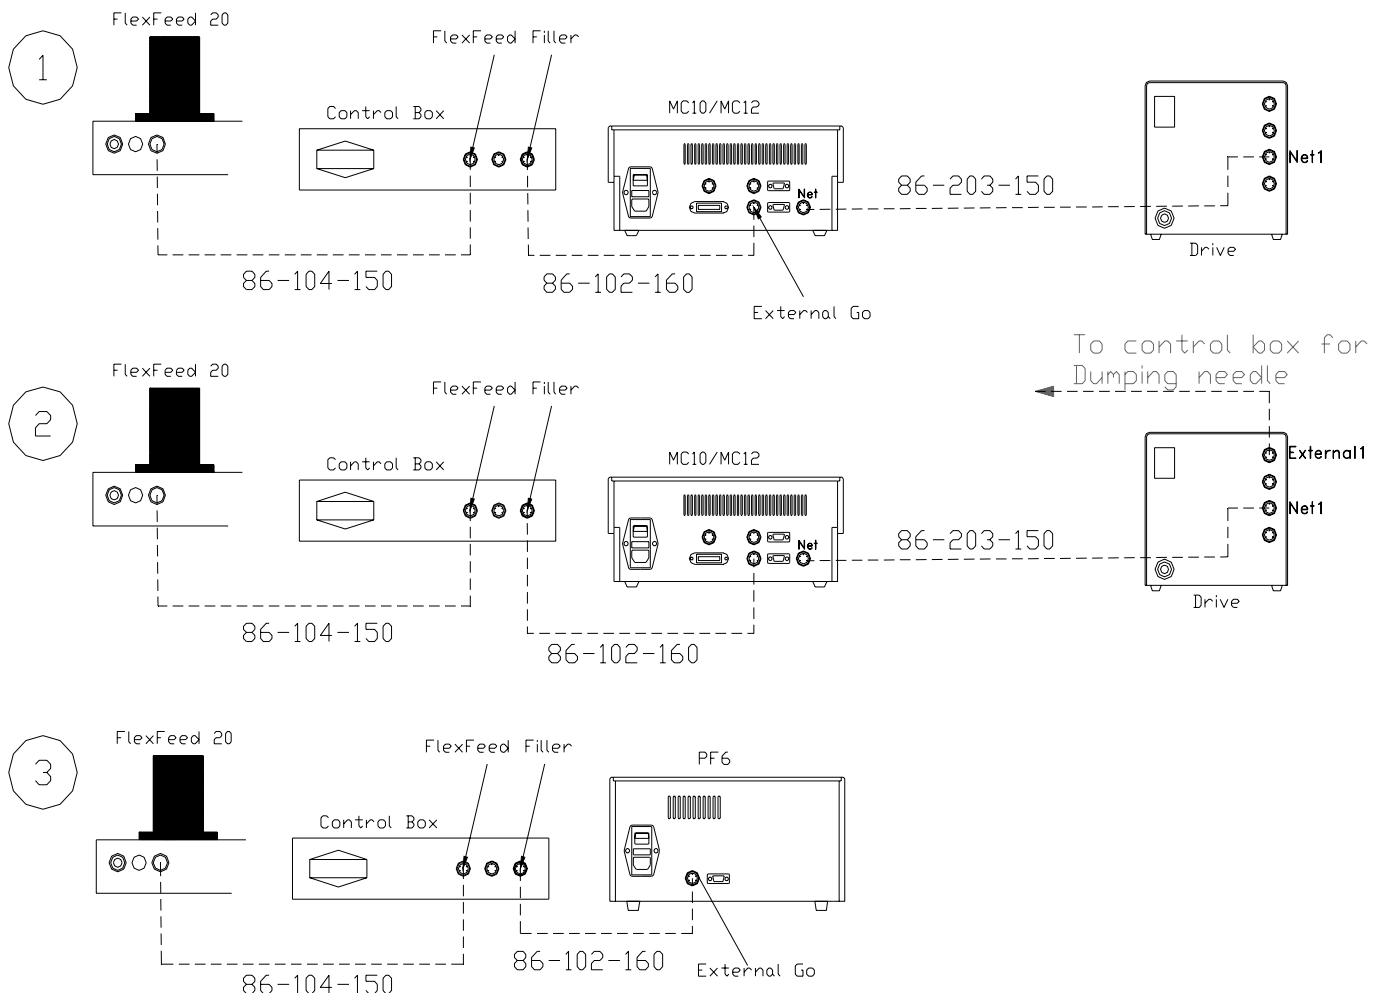 FlexFeed 20
1
FlexFeed Filler
Control Box
MC10/MC12
Net
86-203-150
Net1
Drive
86-104-150
86-102-160
External Go
To control box for
Dumping needle
FlexFeed 20
2
FlexFeed Filler
Control Box
MC10/MC12
Net
86-203-150
External1
Net1
Drive
86-104-150
86-102-160
FlexFeed 20
3
FlexFeed Filler
Control Box
PF6
86-104-150
86-102-160
External Go